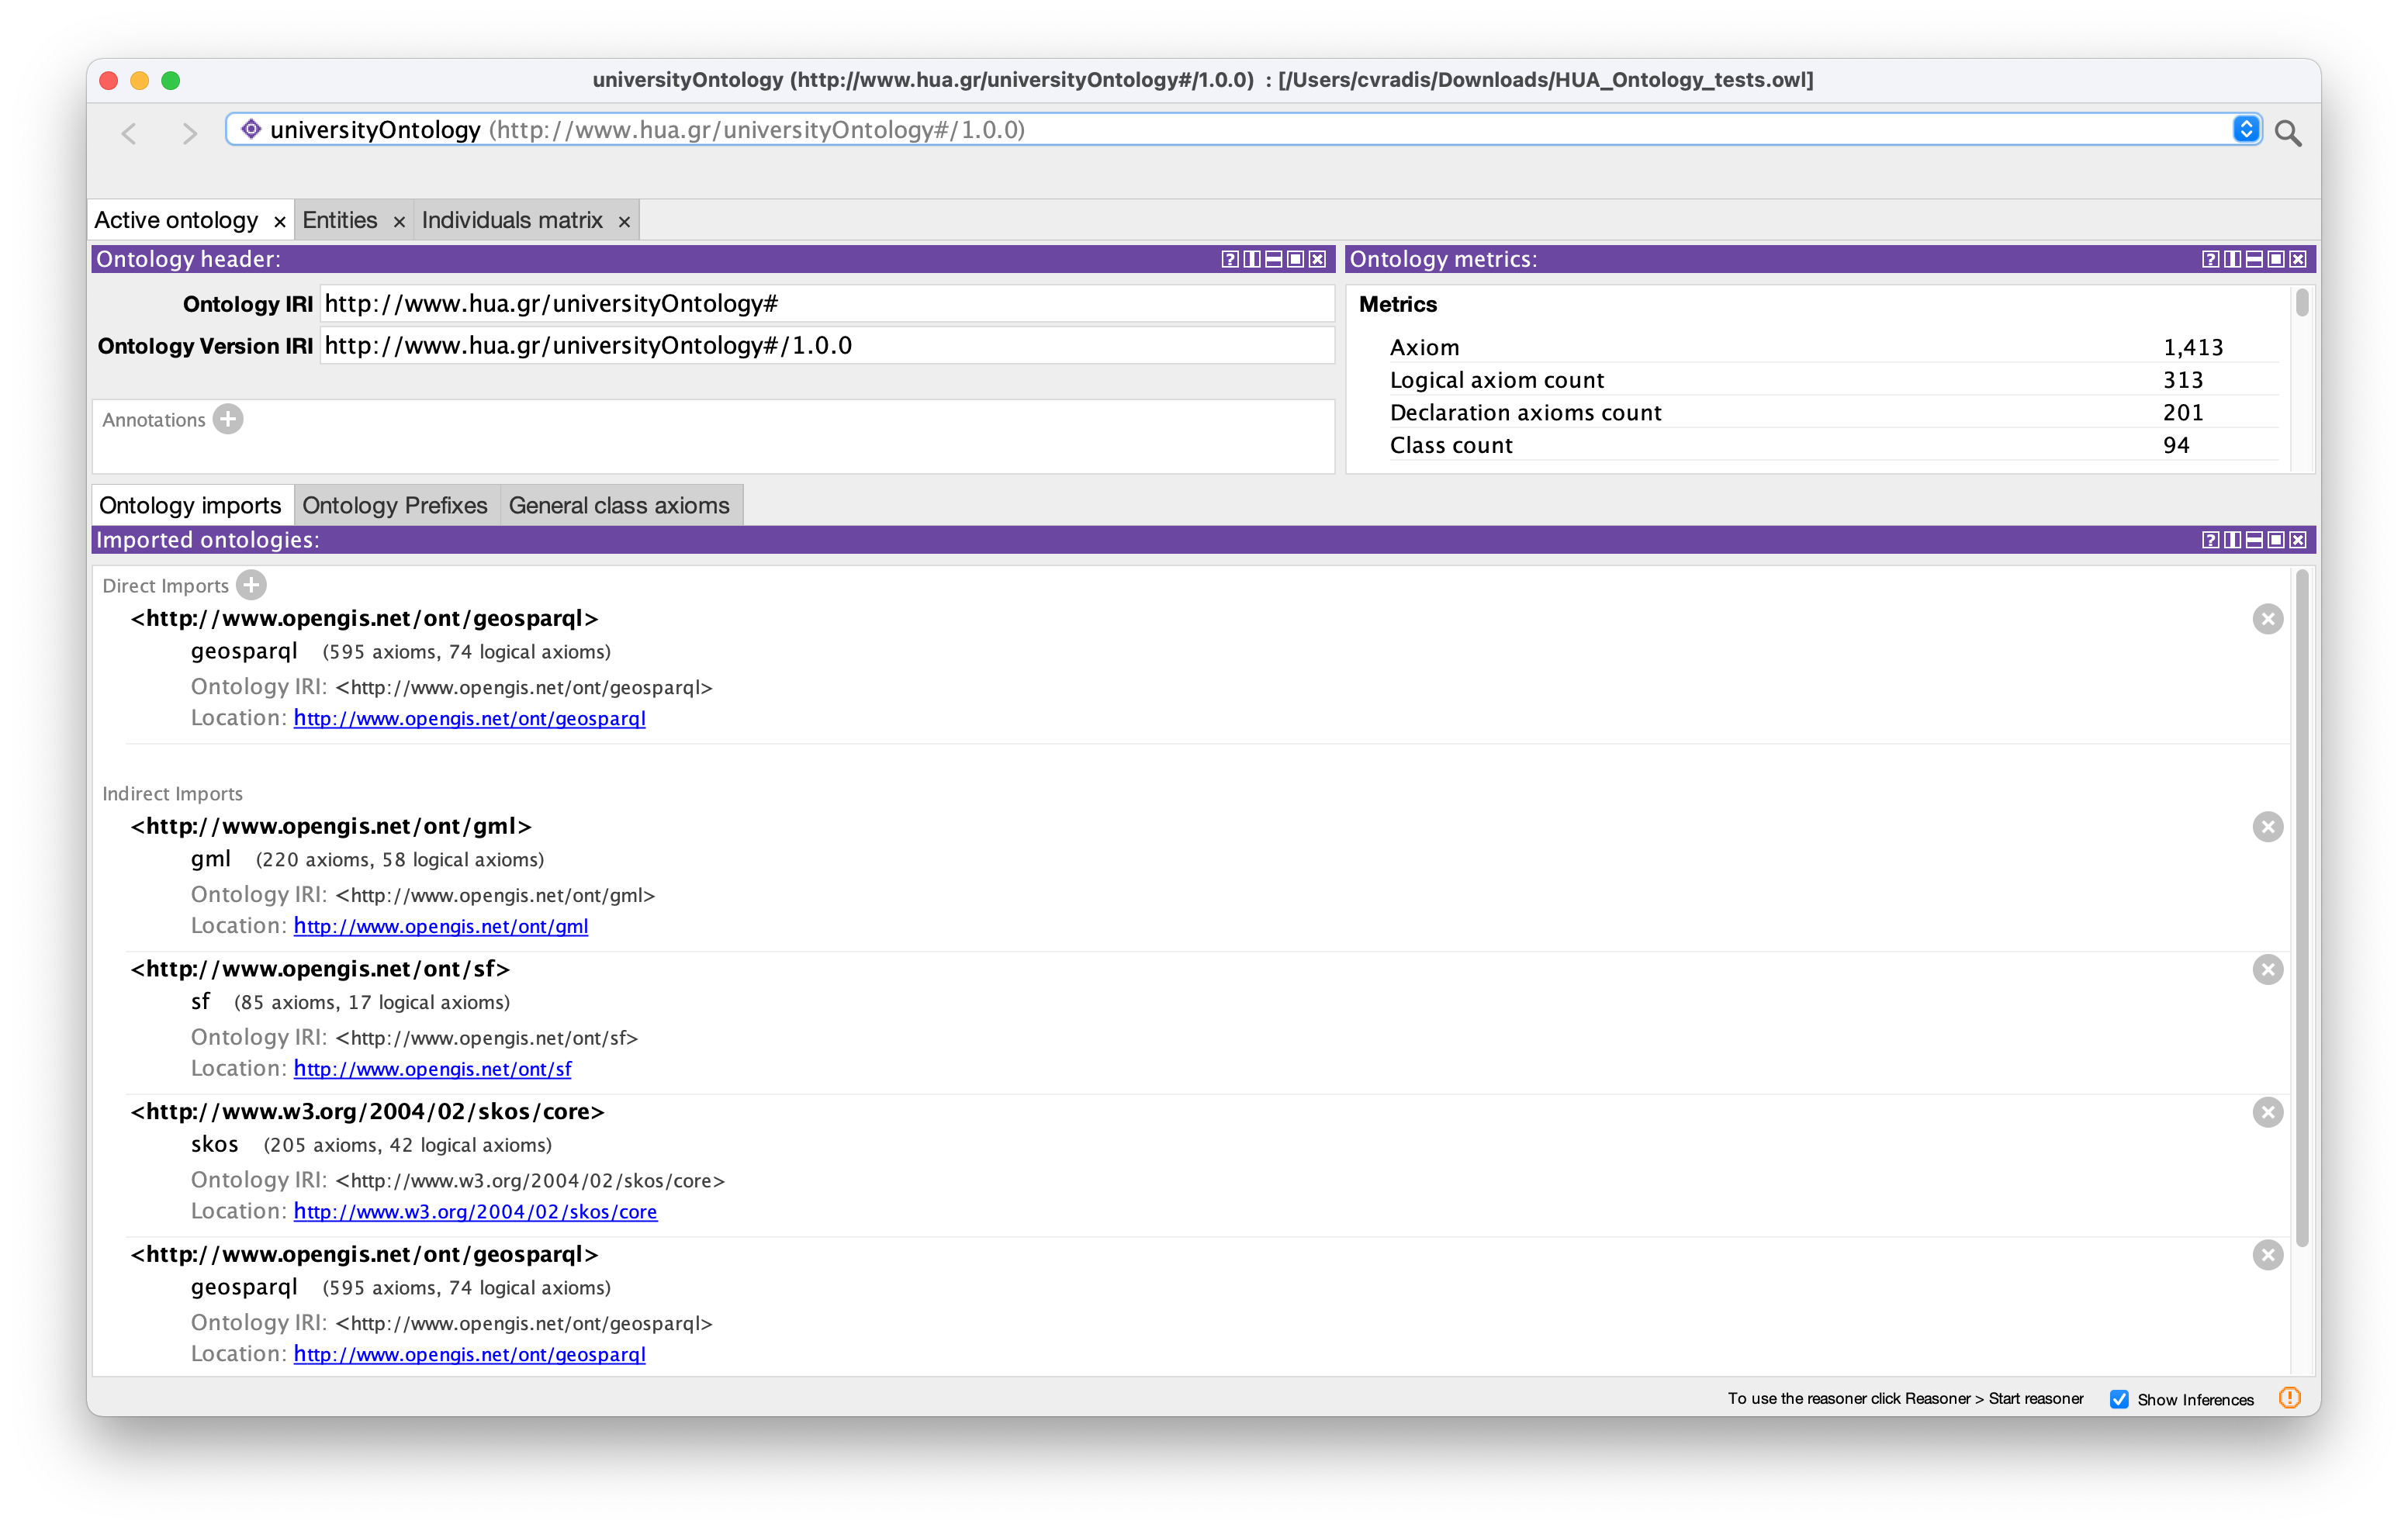 universityOntology (http://www.hua.gr/universityOntology#/1.0.0) : [/Users/cvradis/Downloads/HUA_Ontology_tests.owl]
universityOntology (http://www.hua.gr/universityOntology#/1.0.0)
Active ontology × Entities × Individuals matrix ×
Ontology header:
Ontology IRI http://www.hua.gr/universityOntology#
Ontology Version IRI http://www.hua.gr/universityOntology#/1.0.0
Annotations
Ontology metrics:
Metrics
Axiom 1,413
Logical axiom count 313
Declaration axioms count 201
Class count 94
Ontology imports Ontology Prefixes General class axioms
Imported ontologies:
Direct Imports
<http://www.opengis.net/ont/geosparql>
geosparql (595 axioms, 74 logical axioms)
Ontology IRI: <http://www.opengis.net/ont/geosparql>
Location: http://www.opengis.net/ont/geosparql
Indirect Imports
<http://www.opengis.net/ont/gml>
gml (220 axioms, 58 logical axioms)
Ontology IRI: <http://www.opengis.net/ont/gml>
Location: http://www.opengis.net/ont/gml
<http://www.opengis.net/ont/sf>
sf (85 axioms, 17 logical axioms)
Ontology IRI: <http://www.opengis.net/ont/sf>
Location: http://www.opengis.net/ont/sf
<http://www.w3.org/2004/02/skos/core>
skos (205 axioms, 42 logical axioms)
Ontology IRI: <http://www.w3.org/2004/02/skos/core>
Location: http://www.w3.org/2004/02/skos/core
<http://www.opengis.net/ont/geosparql>
geosparql (595 axioms, 74 logical axioms)
Ontology IRI: <http://www.opengis.net/ont/geosparql>
Location: http://www.opengis.net/ont/geosparql
To use the reasoner click Reasoner > Start reasoner Show Inferences